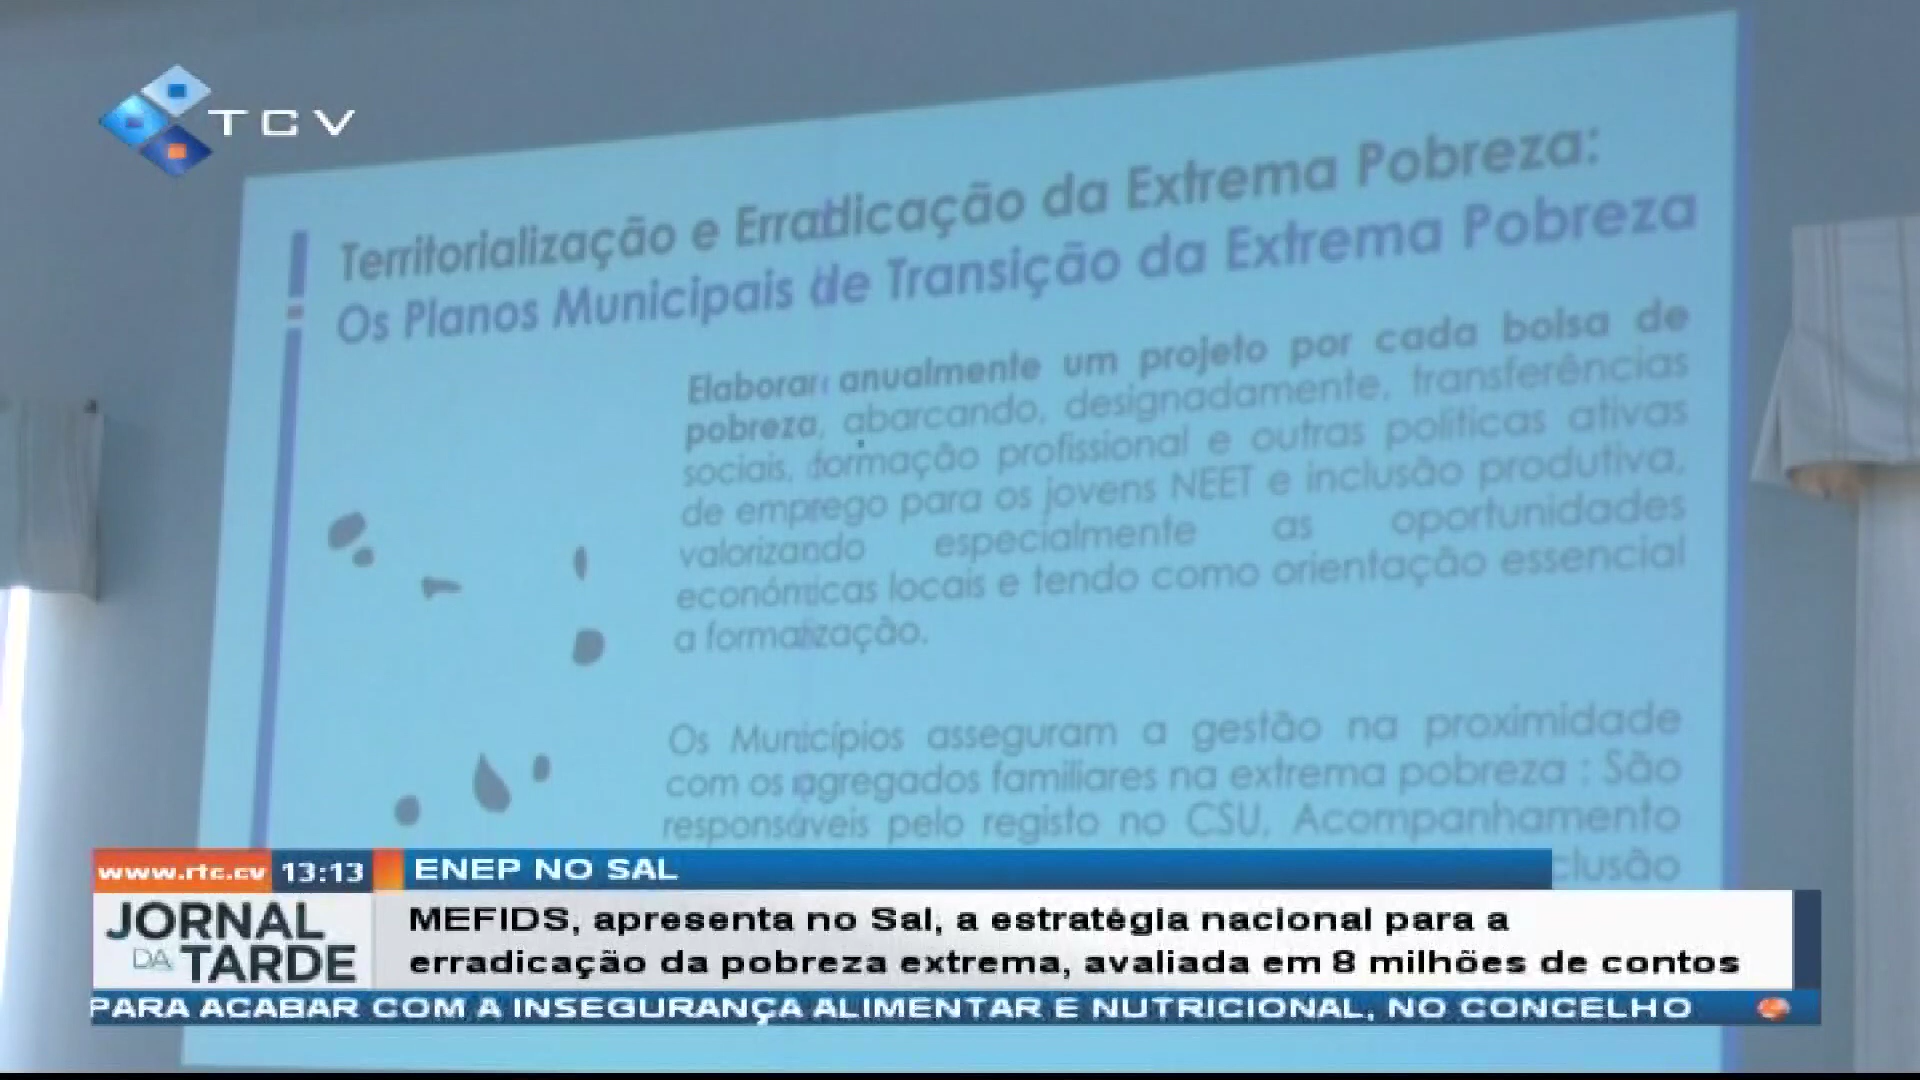 TCV
Territorialização e Erradicação da Extrema Pobreza:
Os Planos Municipais de Transição da Extrema Pobreza
Elaborar anualmente um projeto por cada bolsa de
pobreza, abarcando, designadamente, transferências
sociais, formação profissional e outras políticas ativas
de emprego para os jovens NEET e inclusão produtiva,
valorizando especialmente as oportunidades
económicas locais e tendo como orientação essencial
a formalização.
Os Municípios asseguram a gestão na proximidade
com os agregados familiares na extrema pobreza : São
responsáveis pelo registo no CSU, Acompanhamento
clusão
www.rtc.cv 13:13 ENEP NO SAL
JORNAL DA TARDE
MEFIDS, apresenta no Sal, a estratégia nacional para a
erradicação da pobreza extrema, avaliada em 8 milhões de contos
PARA ACABAR COM A INSEGURANÇA ALIMENTAR E NUTRICIONAL, NO CONCELHO